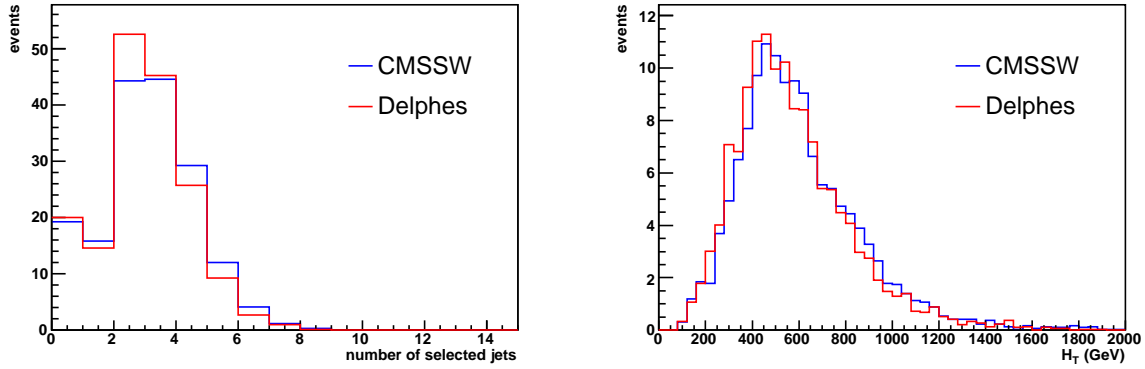 events
50
40
30
20
10
0
CMSSW
Delphes
0 2 4 6 8 10 12 14
number of selected jets
events
12
10
8
6
4
2
0
CMSSW
Delphes
0 200 400 600 800 1000 1200 1400 1600 1800 2000
H_T (GeV)